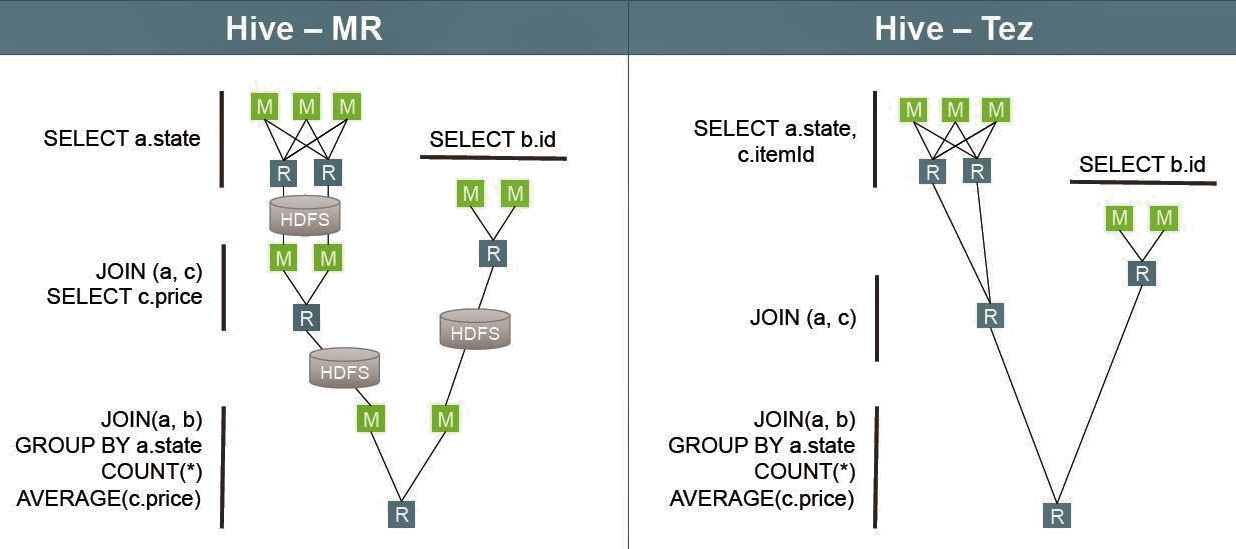 Hive – MR
SELECT a.state
M M M
SELECT b.id
R R
M M
HDFS
R
M M
JOIN (a, c)
SELECT c.price
R
HDFS
HDFS
JOIN(a, b)
GROUP BY a.state
COUNT(*)
AVERAGE(c.price)
M M
R
Hive – Tez
M M M
SELECT a.state,
c.itemId
R R
SELECT b.id
M M
R
JOIN (a, c)
R
JOIN(a, b)
GROUP BY a.state
COUNT(*)
AVERAGE(c.price)
R